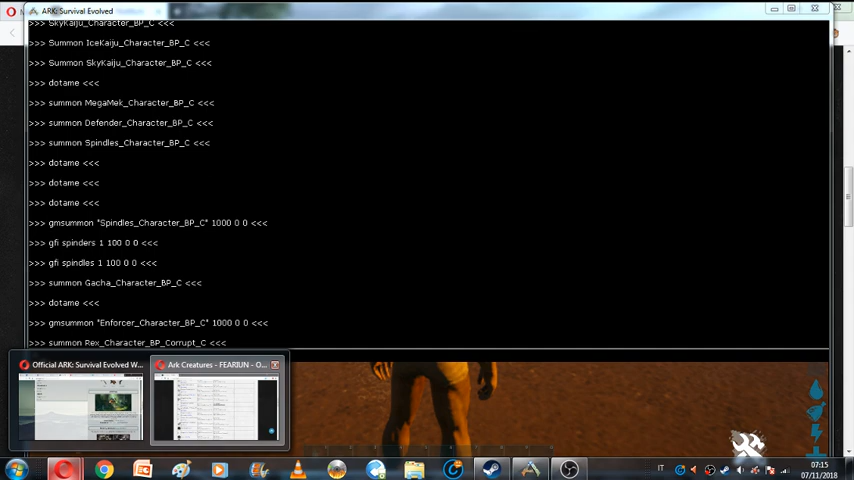 ARK: Survival Evolved
>>> SkyKaiju_Character_BP_C <<<
>>> Summon IceKaiju_Character_BP_C <<<
>>> Summon SkyKaiju_Character_BP_C <<<
>>> dotame <<<
>>> summon MegaMek_Character_BP_C <<<
>>> summon Defender_Character_BP_C <<<
>>> summon Spindles_Character_BP_C <<<
>>> dotame <<<
>>> dotame <<<
>>> dotame <<<
>>> gmsummon "Spindles_Character_BP_C" 1000 0 0 <<<
>>> gfi spinders 1 100 0 0 <<<
>>> gfi spindles 1 100 0 0 <<<
>>> summon Gacha_Character_BP_C <<<
>>> dotame <<<
>>> gmsummon "Enforcer_Character_BP_C" 1000 0 0 <<<
>>> summon Rex_Character_BP_Corrupt_C <<<
Official ARK: Survival Evolved W...
Ark Creatures - FEARJUN - O...
IT
07:15
07/11/2018